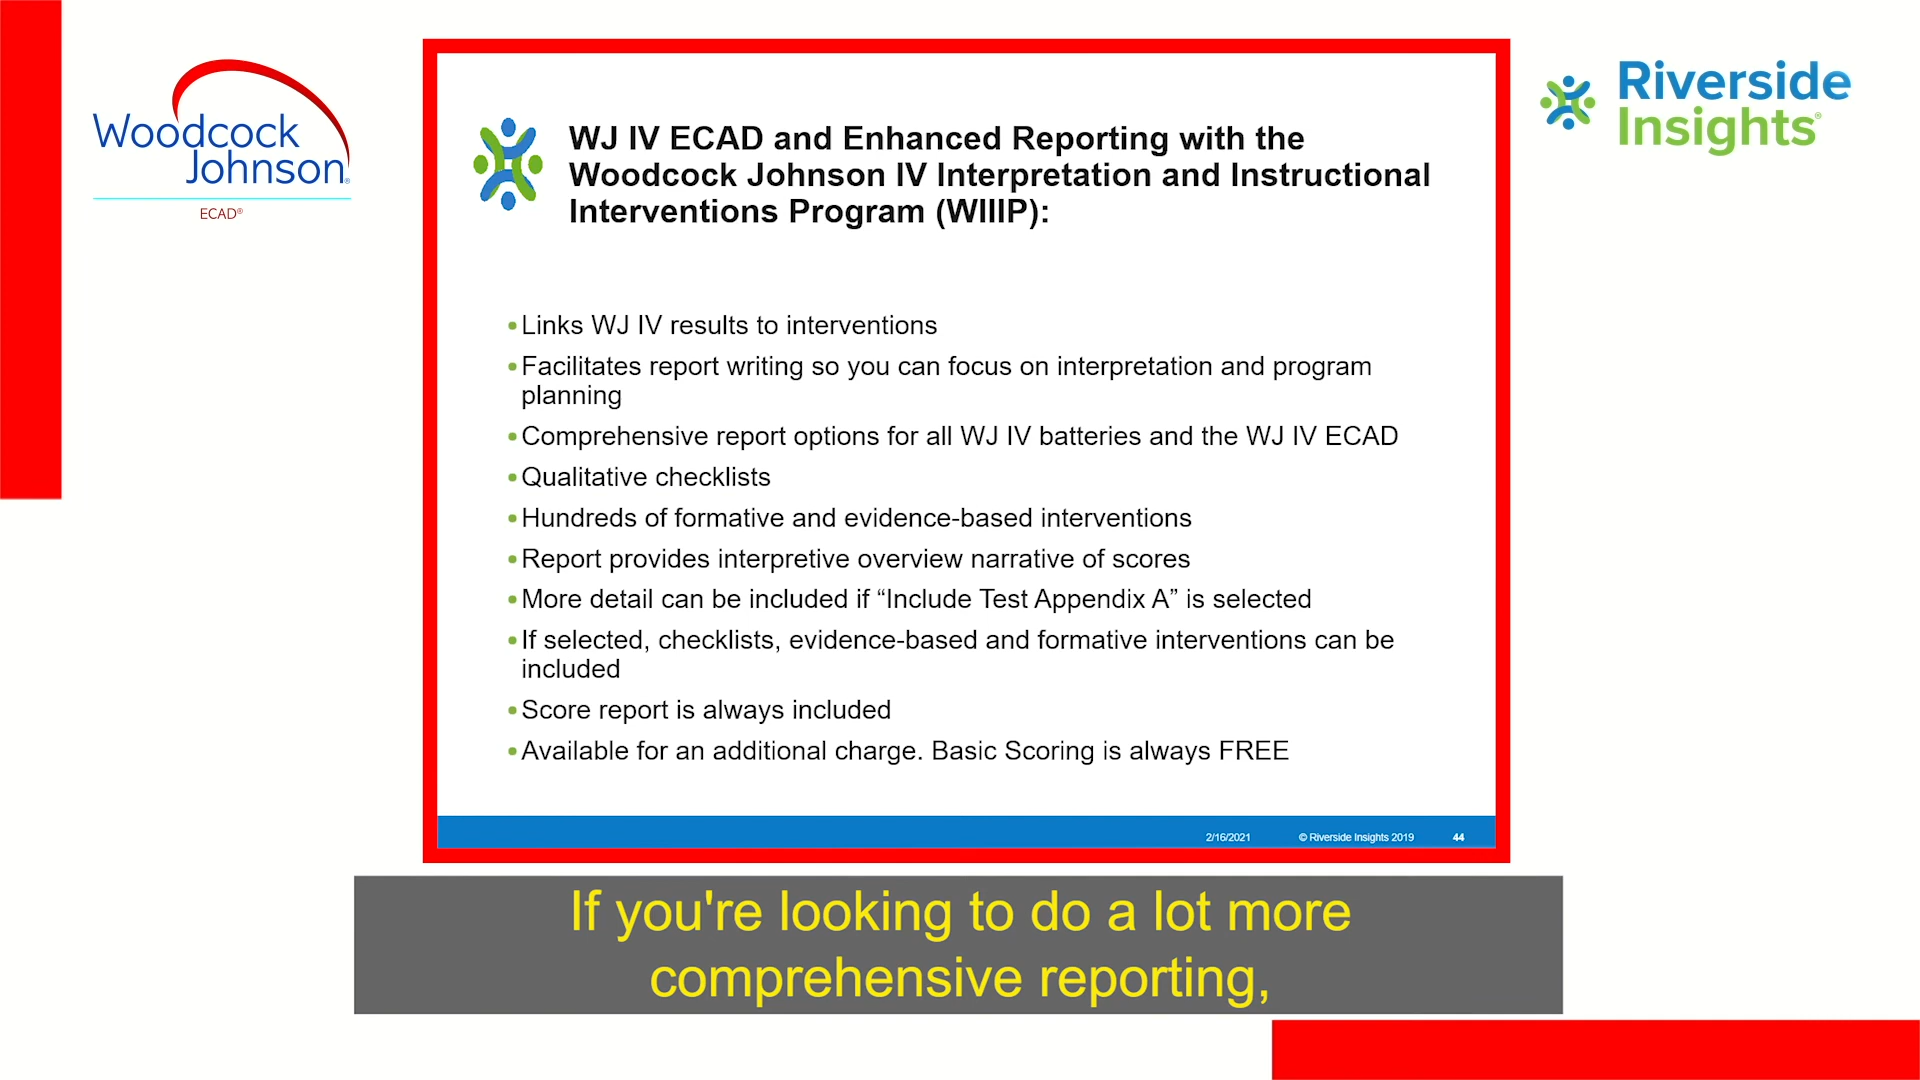 Woodcock
Johnson®
ECAD®
Riverside
Insights®
WJ IV ECAD and Enhanced Reporting with the
Woodcock Johnson IV Interpretation and Instructional
Interventions Program (WIIIP):
•Links WJ IV results to interventions
•Facilitates report writing so you can focus on interpretation and program
planning
•Comprehensive report options for all WJ IV batteries and the WJ IV ECAD
•Qualitative checklists
•Hundreds of formative and evidence-based interventions
•Report provides interpretive overview narrative of scores
•More detail can be included if “Include Test Appendix A” is selected
•If selected, checklists, evidence-based and formative interventions can be
included
•Score report is always included
•Available for an additional charge. Basic Scoring is always FREE
2/16/2021 © Riverside Insights 2019 44
If you're looking to do a lot more
comprehensive reporting,